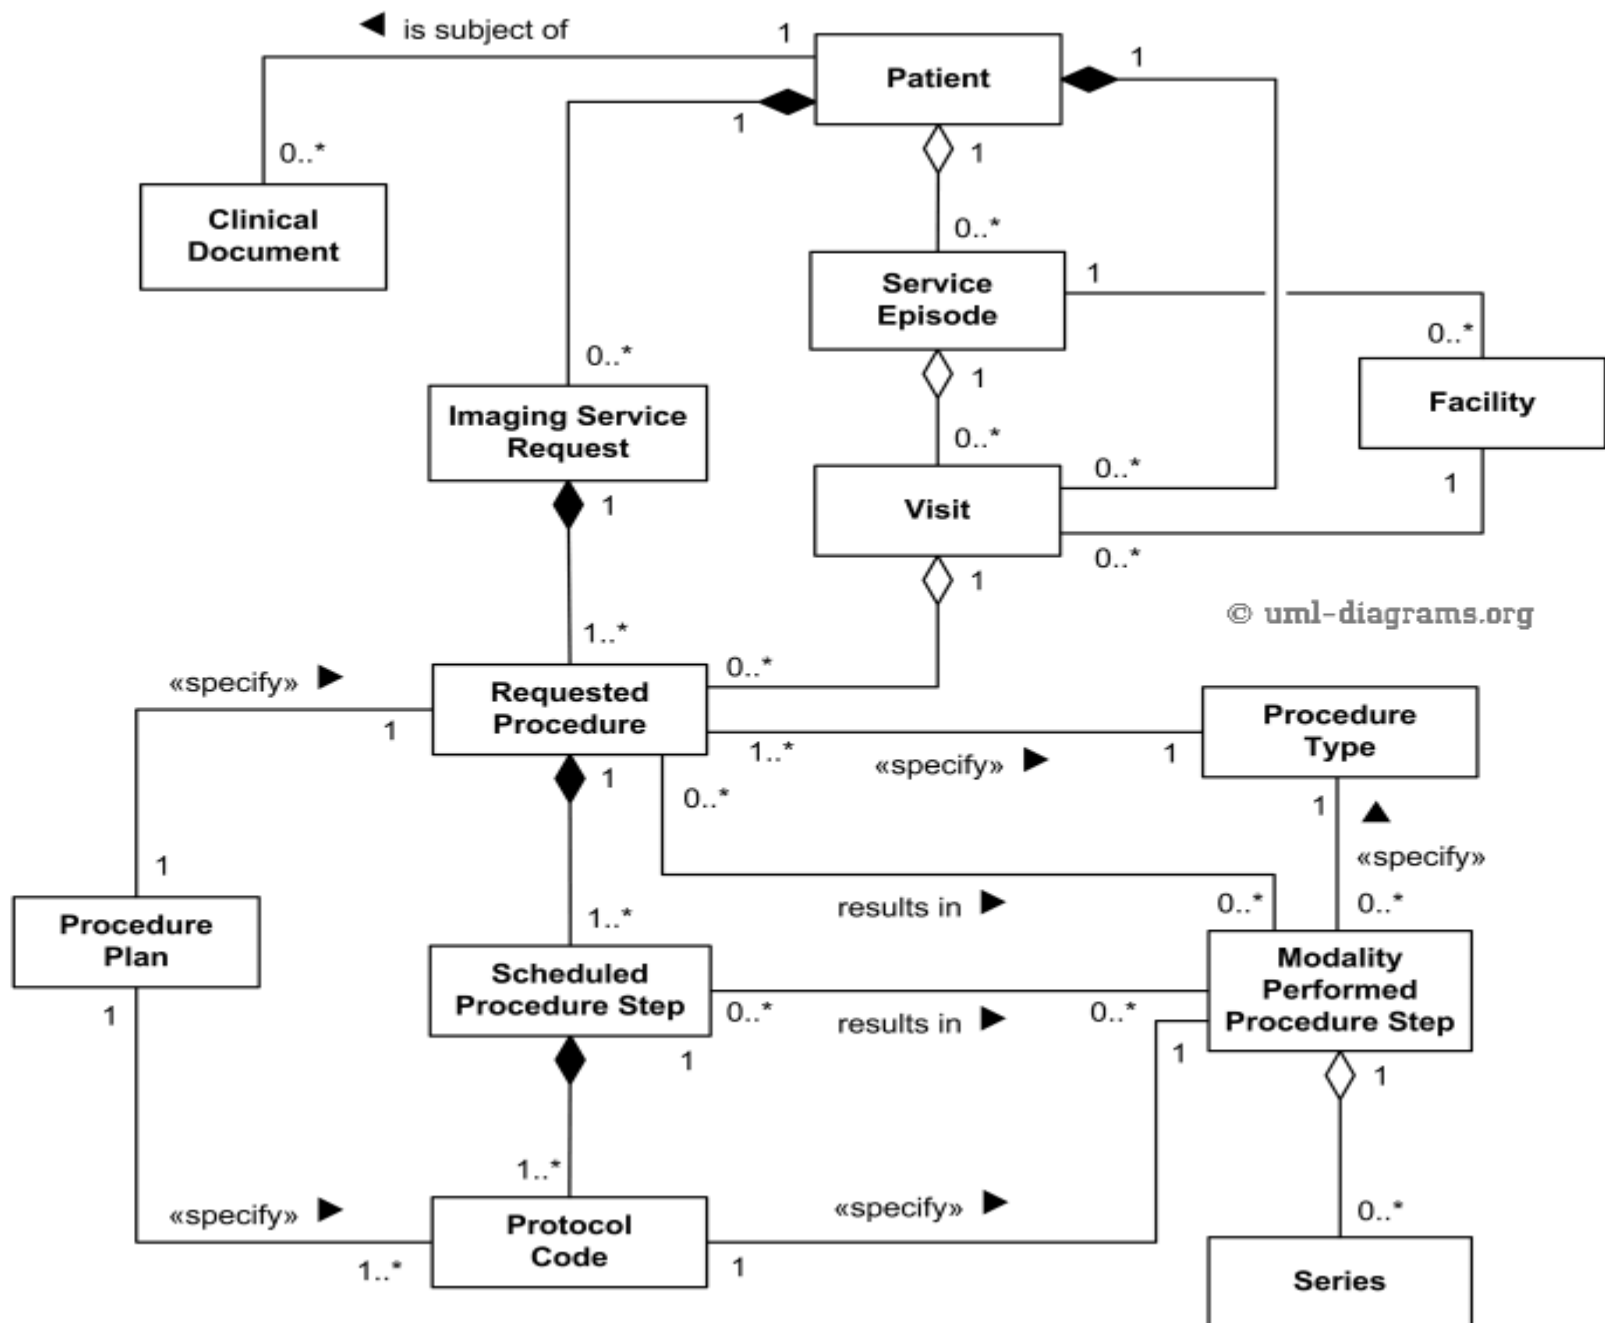 ◄ is subject of
1
Patient
1
1
1
0..*
Clinical
Document
0..*
Service
Episode
1
0..*
0..*
Facility
1
Imaging Service
Request
1
0..*
0..*
1
Visit
0..*
1
© uml-diagrams.org
1..*
«specify» ►
1
Requested
Procedure
0..*
1..*
«specify» ►
1
Procedure
Type
1
0..*
1
▲
«specify»
1
results in ►
0..*
0..*
Procedure
Plan
1
1..*
Scheduled
Procedure Step
0..*
results in ►
0..*
Modality
Performed
Procedure Step
1
1
1
1..*
«specify» ►
1..*
Protocol
Code
«specify» ►
1
0..*
Series